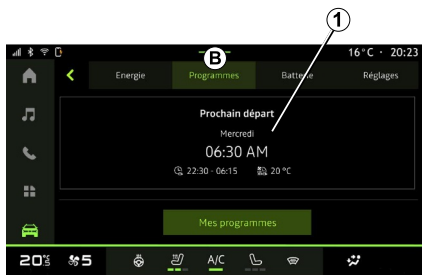 1
B
16°C · 20:23
Energie Programmes Batterie Réglages
Prochain départ
Mercredi
06:30 AM
22:30 - 06:15 20 °C
Mes programmes
20°5 5 A/C